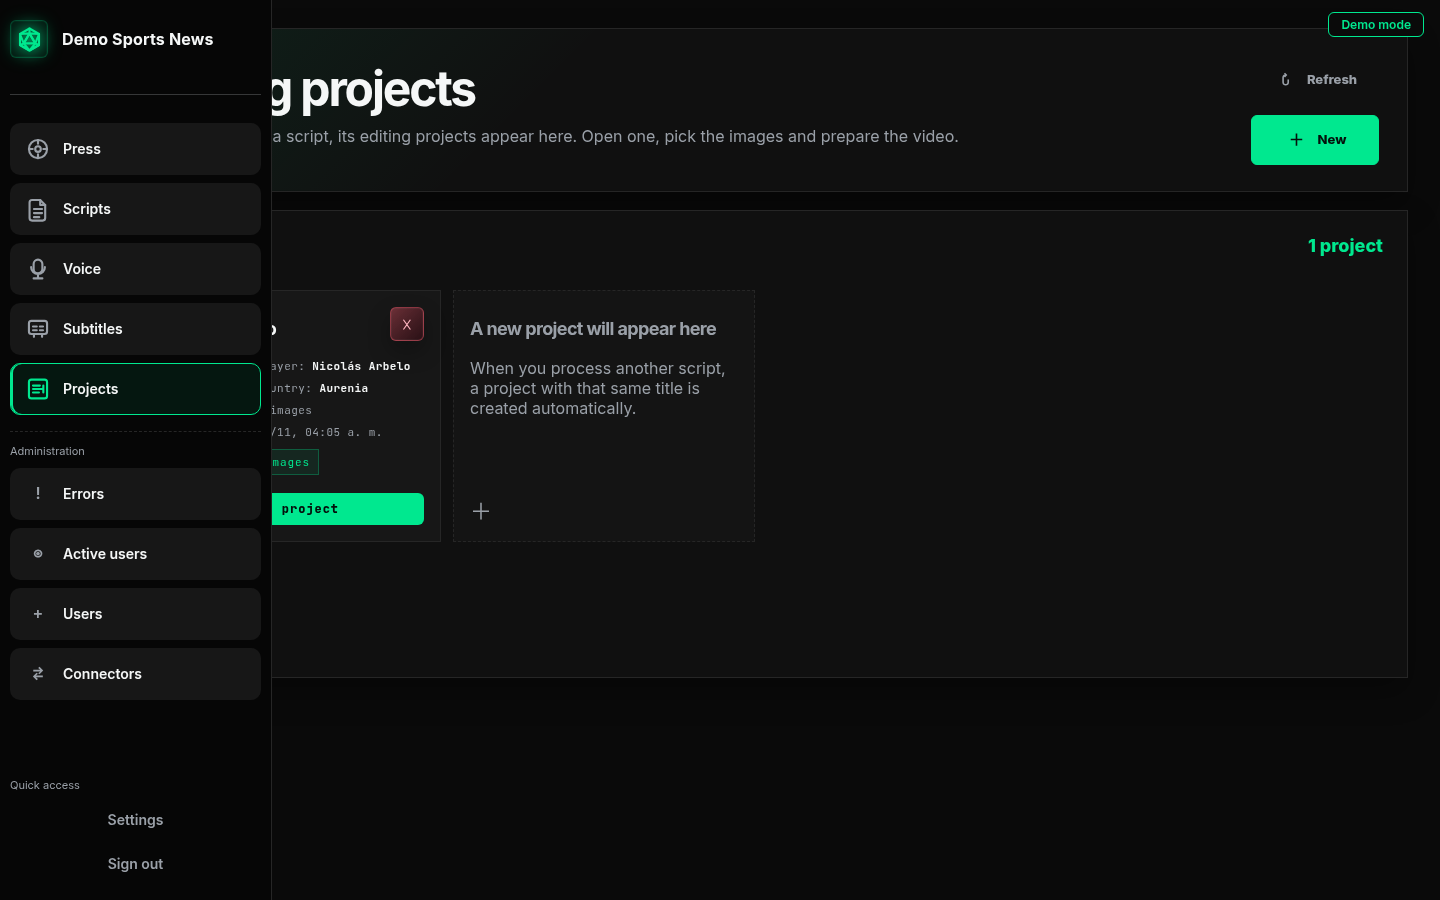 Demo Sports News
Press
Scripts
Voice
Subtitles
Projects
Administration
Errors
Active users
Users
Connectors
Quick access
Settings
Sign out
Demo mode
g projects
a script, its editing projects appear here. Open one, pick the images and prepare the video.
Refresh
+ New
1 project
X
ayer: Nicolás Arbelo
untry: Aurenia
images
/11, 04:05 a. m.
mages
project
A new project will appear here
When you process another script,
a project with that same title is
created automatically.
+